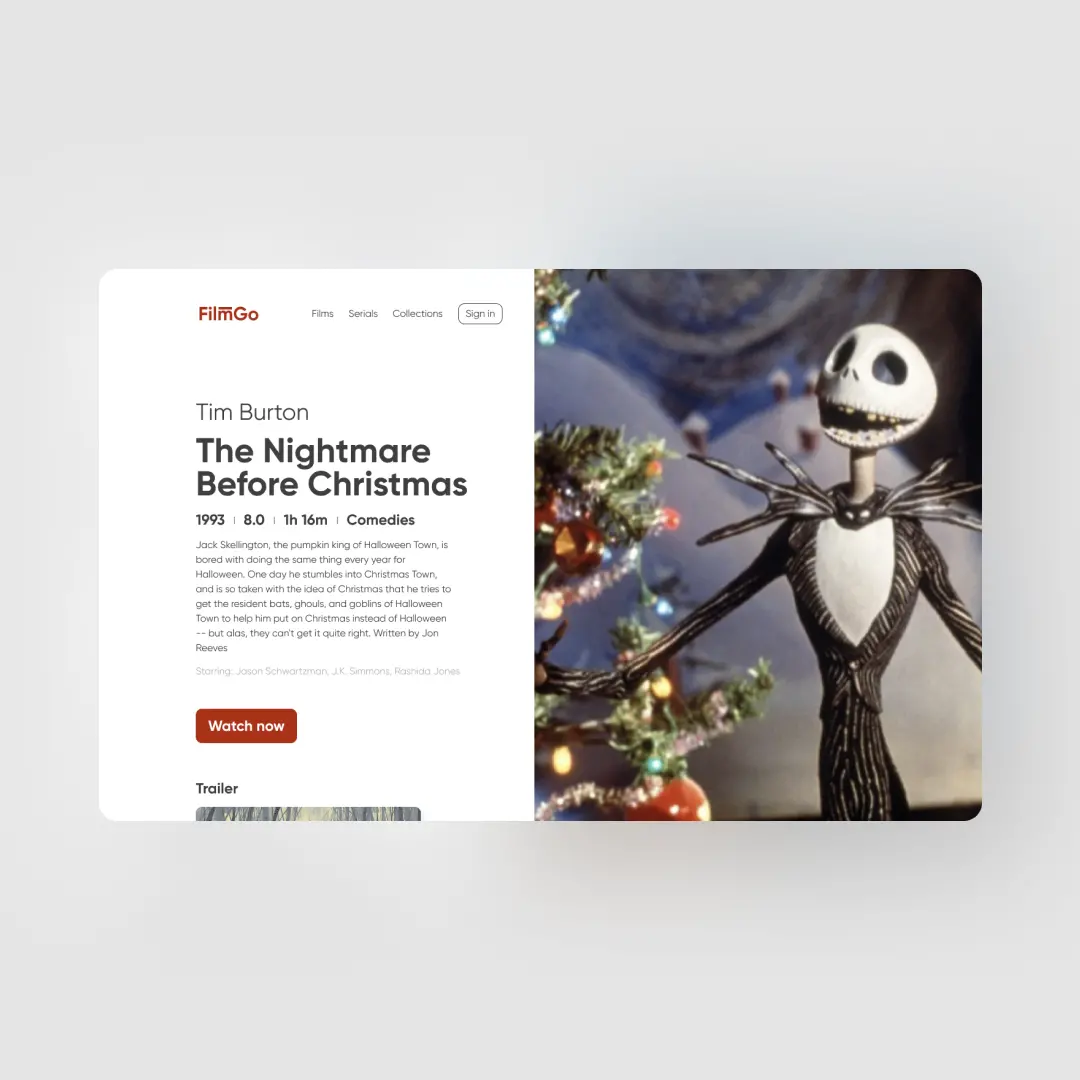 FilmGo
Films Serials Collections Sign in
Tim Burton
The Nightmare
Before Christmas
1993 | 8.0 | 1h 16m | Comedies
Jack Skellington, the pumpkin king of Halloween Town, is
bored with doing the same thing every year for
Halloween. One day he stumbles into Christmas Town,
and is so taken with the idea of Christmas that he tries to
get the resident bats, ghouls, and goblins of Halloween
Town to help him put on Christmas instead of Halloween
-- but alas, they can't get it quite right. Written by Jon
Reeves
Starring: Jason Schwartzman, J.K. Simmons, Rashida Jones
Watch now
Trailer